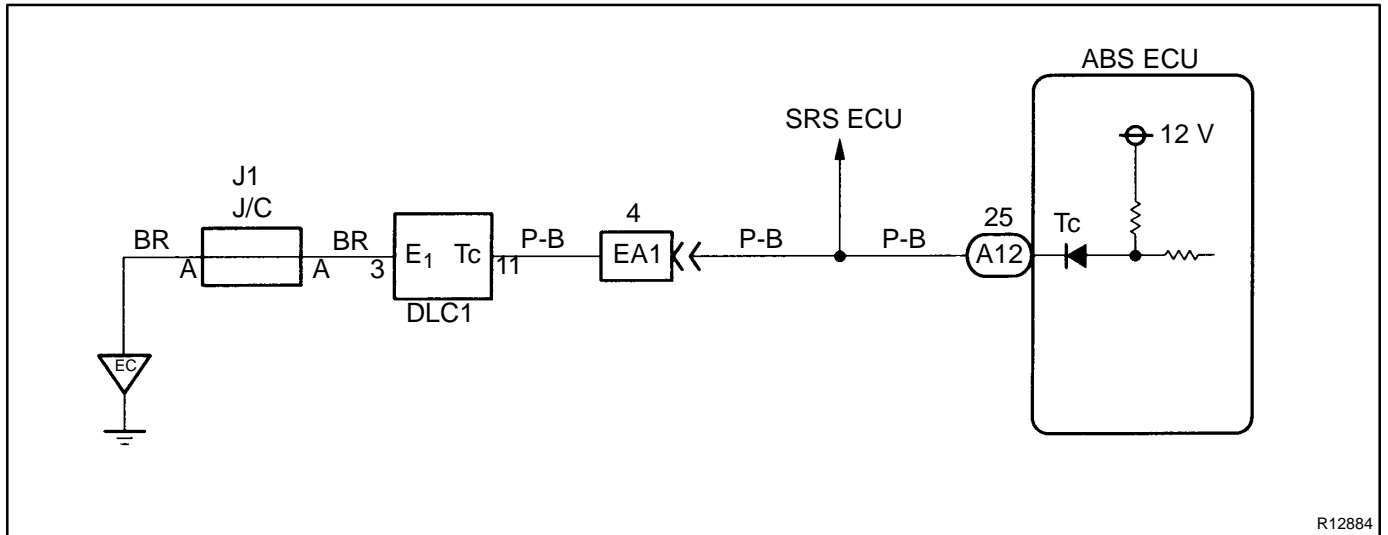 ABS ECU
SRS ECU
12 V
J1
J/C
4
25
Tc
BR
BR
P-B
P-B
P-B
A
A
3
E1
Tc
11
EA1
A12
DLC1
EC
R12884